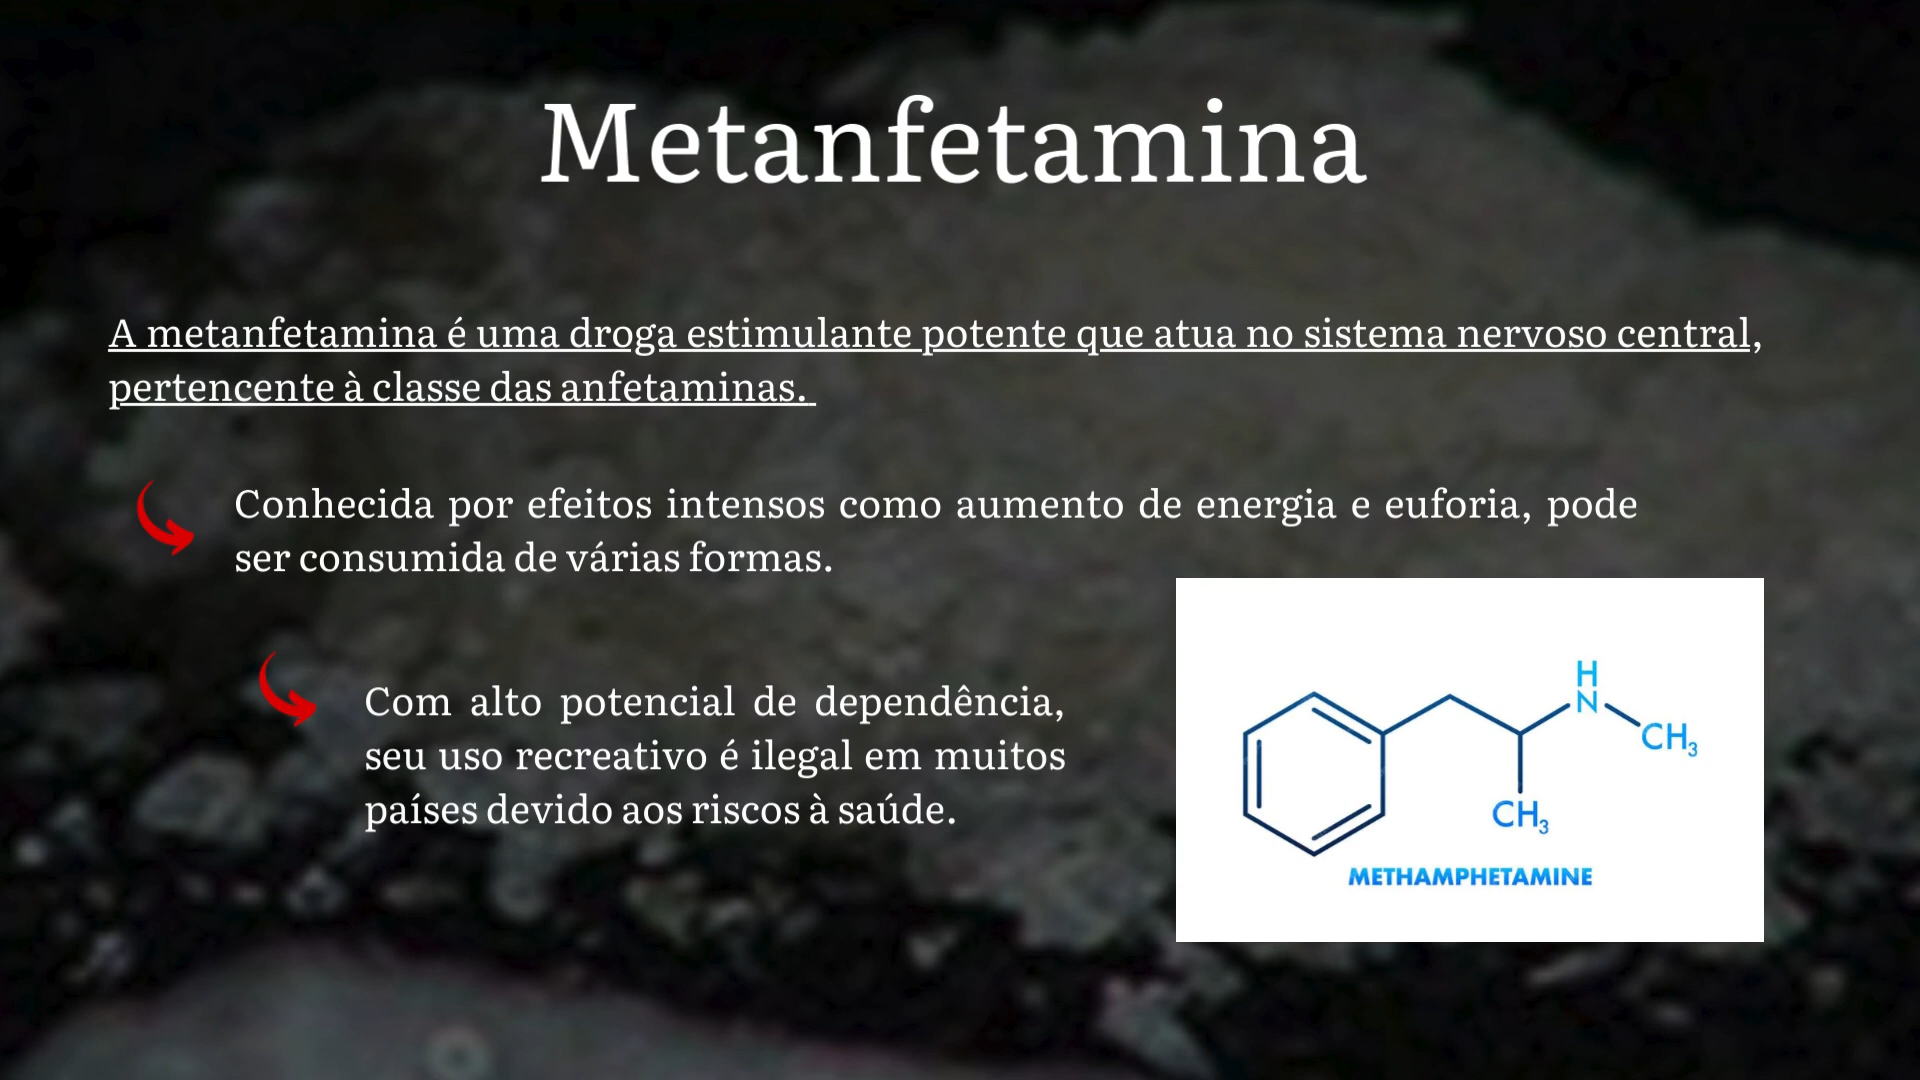 Metanfetamina
A metanfetamina é uma droga estimulante potente que atua no sistema nervoso central,
pertencente à classe das anfetaminas.
Conhecida por efeitos intensos como aumento de energia e euforia, pode
ser consumida de várias formas.
Com alto potencial de dependência,
seu uso recreativo é ilegal em muitos
países devido aos riscos à saúde.
H
N
CH₃
CH₃
METHAMPHETAMINE